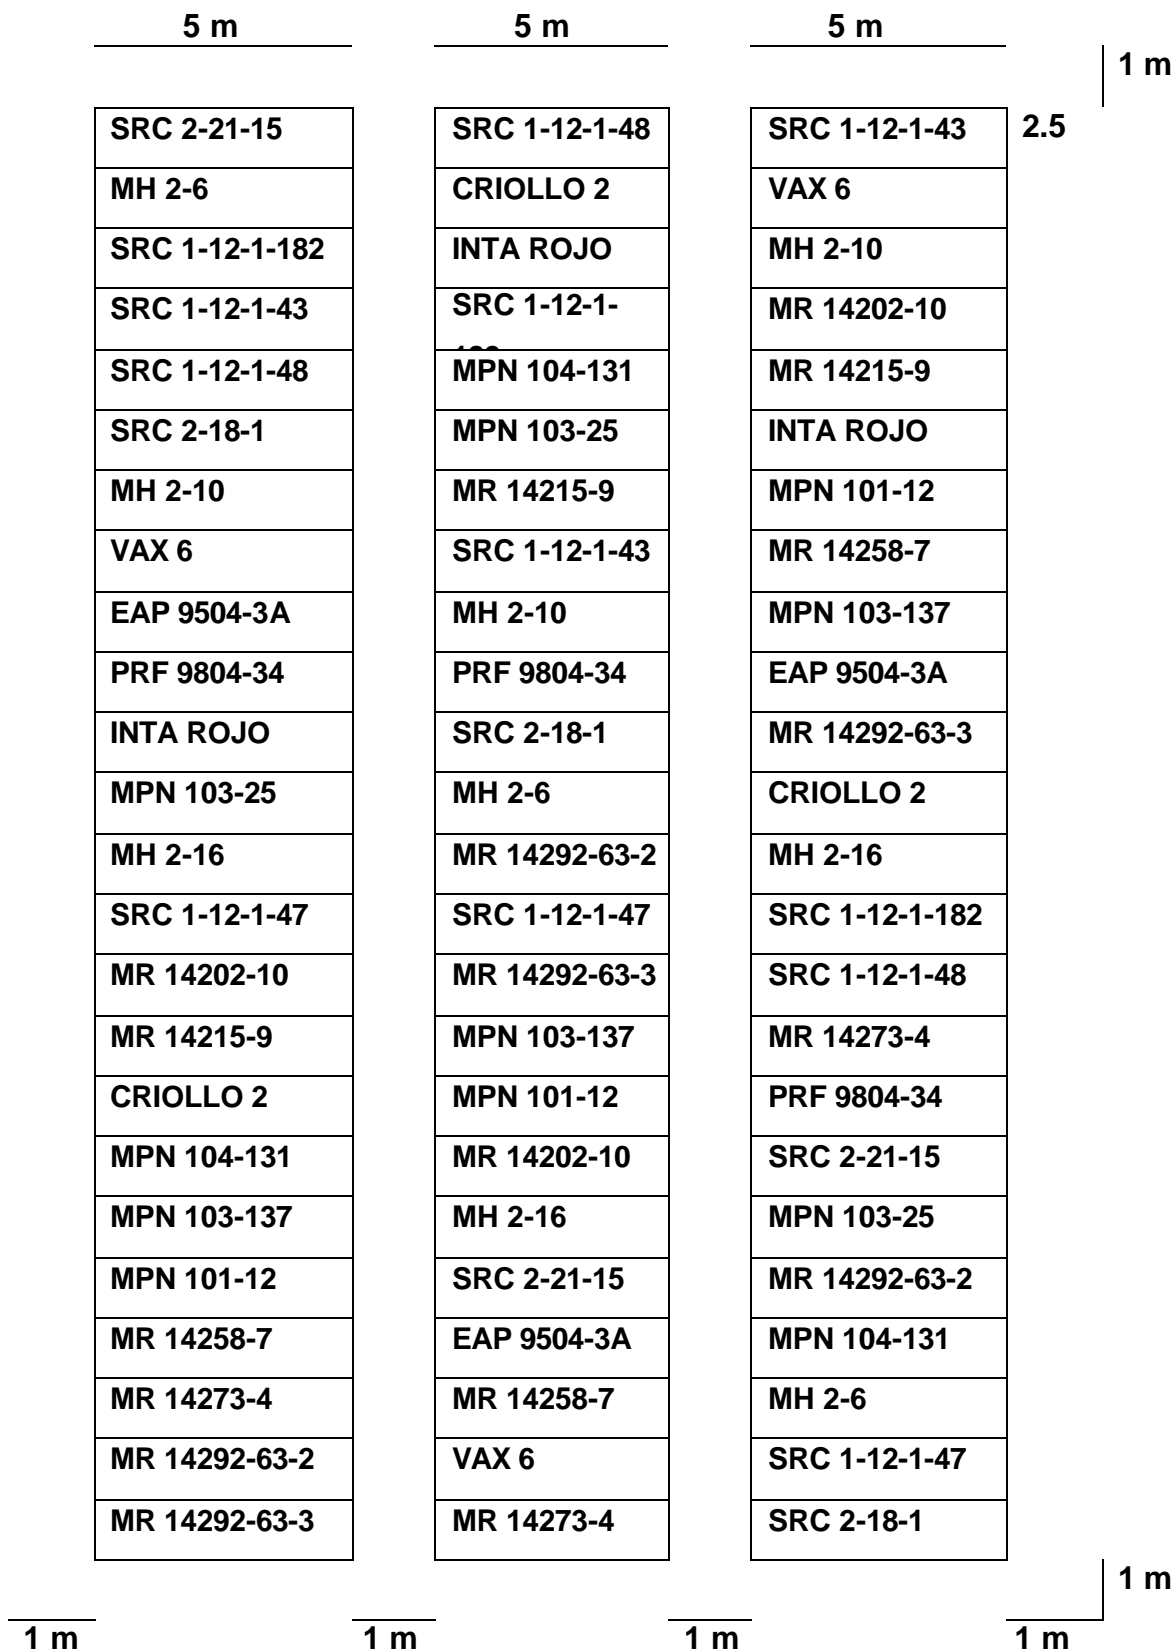 5 m 5 m 5 m
1 m
SRC 2-21-15 SRC 1-12-1-48 SRC 1-12-1-43 2.5
MH 2-6 CRIOLLO 2 VAX 6
SRC 1-12-1-182 INTA ROJO MH 2-10
SRC 1-12-1-43 SRC 1-12-1- MR 14202-10
SRC 1-12-1-48 MPN 104-131 MR 14215-9
SRC 2-18-1 MPN 103-25 INTA ROJO
MH 2-10 MR 14215-9 MPN 101-12
VAX 6 SRC 1-12-1-43 MR 14258-7
EAP 9504-3A MH 2-10 MPN 103-137
PRF 9804-34 PRF 9804-34 EAP 9504-3A
INTA ROJO SRC 2-18-1 MR 14292-63-3
MPN 103-25 MH 2-6 CRIOLLO 2
MH 2-16 MR 14292-63-2 MH 2-16
SRC 1-12-1-47 SRC 1-12-1-47 SRC 1-12-1-182
MR 14202-10 MR 14292-63-3 SRC 1-12-1-48
MR 14215-9 MPN 103-137 MR 14273-4
CRIOLLO 2 MPN 101-12 PRF 9804-34
MPN 104-131 MR 14202-10 SRC 2-21-15
MPN 103-137 MH 2-16 MPN 103-25
MPN 101-12 SRC 2-21-15 MR 14292-63-2
MR 14258-7 EAP 9504-3A MPN 104-131
MR 14273-4 MR 14258-7 MH 2-6
MR 14292-63-2 VAX 6 SRC 1-12-1-47
MR 14292-63-3 MR 14273-4 SRC 2-18-1
1 m
1 m 1 m 1 m 1 m